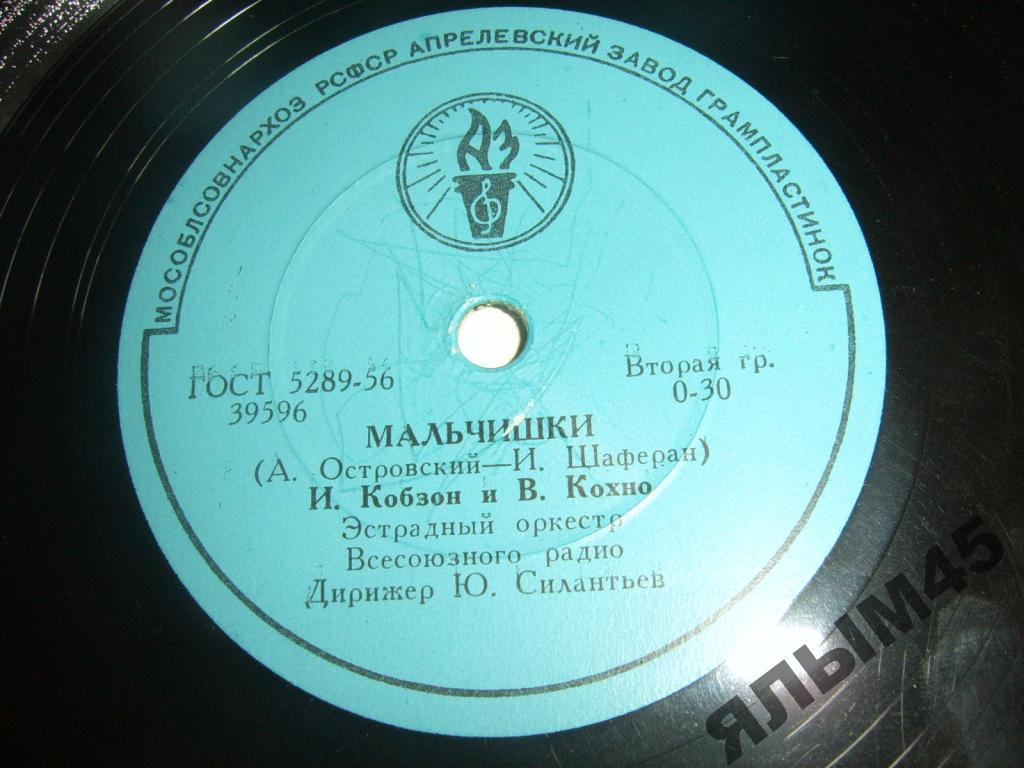 МОСОБЛСОВНАРХОЗ РСФСР АПРЕЛЕВСКИЙ ЗАВОД ГРАМПЛАСТИНОК
АЗ
ГОСТ 5289-56
39596
Вторая гр.
0-30
МАЛЬЧИШКИ
(А. Островский—И. Шаферан)
И. Кобзон и В. Кохно
Эстрадный оркестр
Всесоюзного радио
Дирижер Ю. Силантьев
ЯЛЫМ45